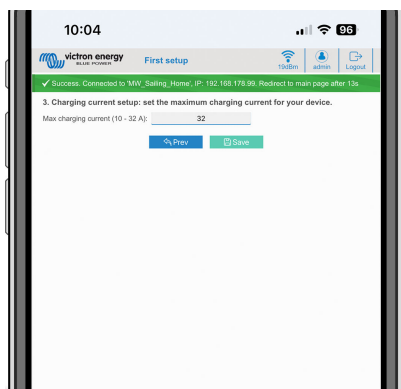 10:04
96
victron energy
BLUE POWER
First setup
19dBm
admin
Logout
Success. Connected to 'MW_Sailing_Home', IP: 192.168.178.99. Redirect to main page after 13s
3. Charging current setup: set the maximum charging current for your device.
Max charging current (10 - 32 A):
32
Prev
Save